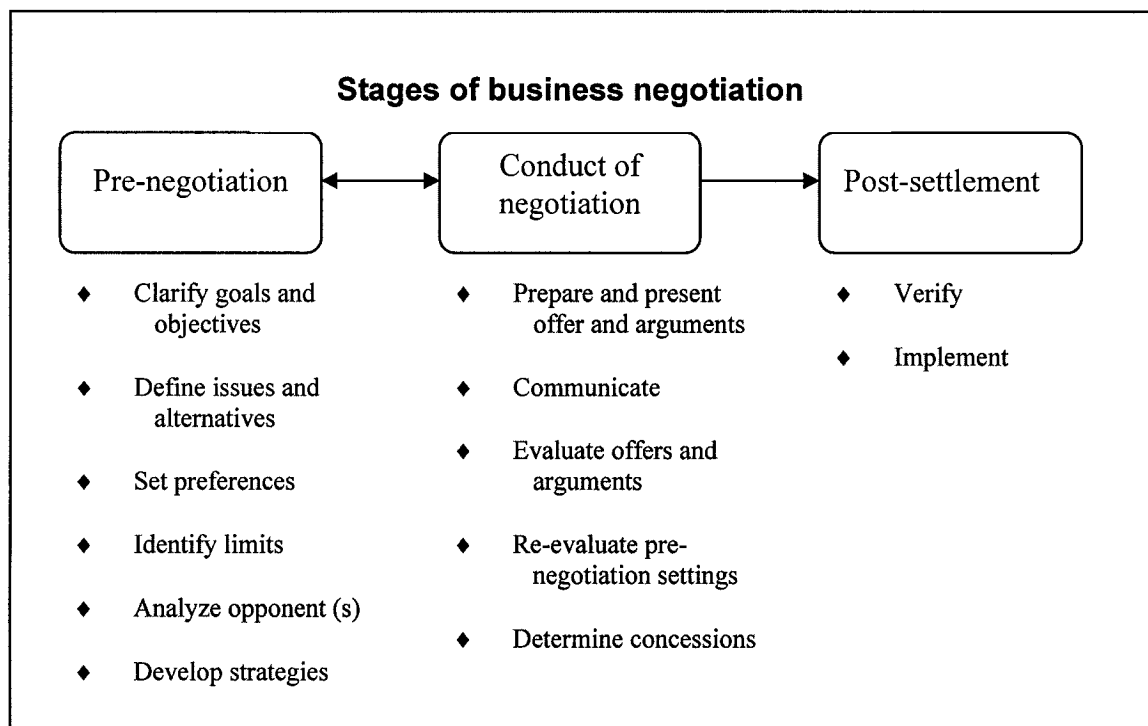 Stages of business negotiation
Pre-negotiation
Conduct of
negotiation
Post-settlement
♦ Clarify goals and
objectives
♦ Define issues and
alternatives
♦ Set preferences
♦ Identify limits
♦ Analyze opponent (s)
♦ Develop strategies
♦ Prepare and present
offer and arguments
♦ Communicate
♦ Evaluate offers and
arguments
♦ Re-evaluate pre-
negotiation settings
♦ Determine concessions
♦ Verify
♦ Implement